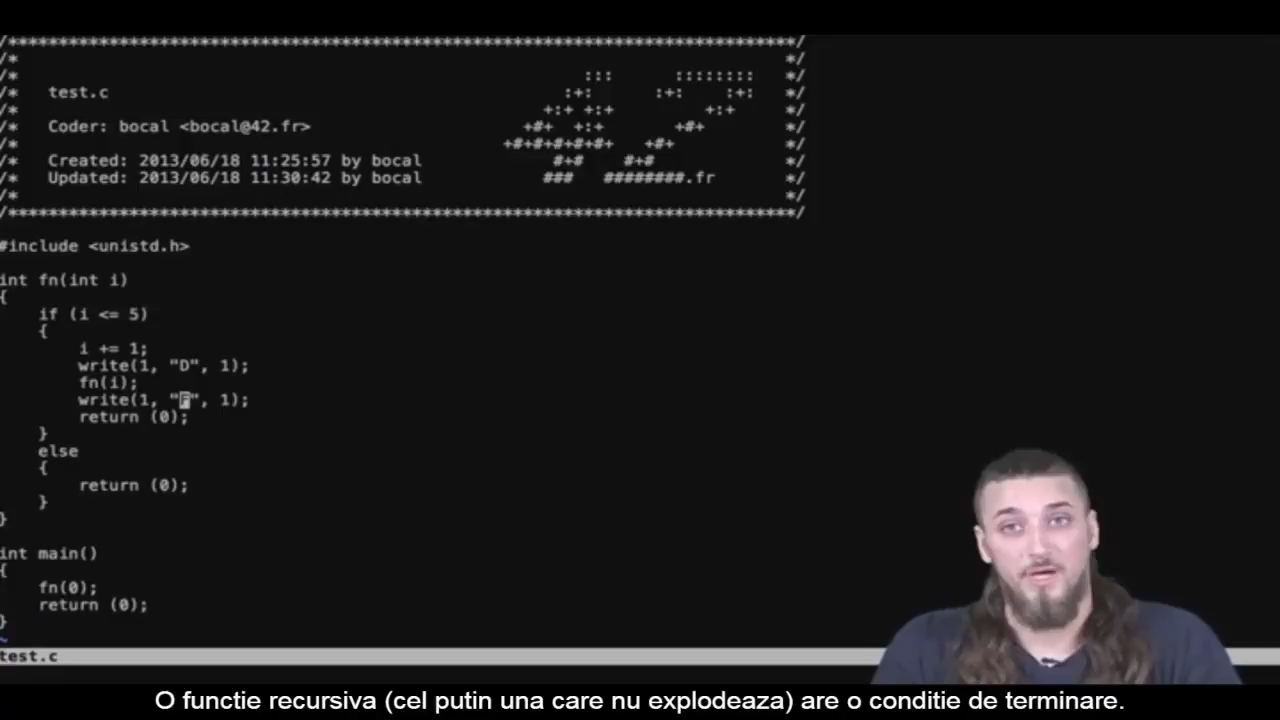 /******************************************************************************/
/* */
/* ::: :::::::: */
/* test.c :+: :+: :+: */
/* +:+ +:+ +:+ */
/* Coder: bocal <bocal@42.fr> +#+ +:+ +#+ */
/* +#+#+#+#+#+ +#+ */
/* Created: 2013/06/18 11:25:57 by bocal #+# #+# */
/* Updated: 2013/06/18 11:30:42 by bocal ### ########.fr */
/* */
/******************************************************************************/
#include <unistd.h>
int fn(int i)
{
if (i <= 5)
{
i += 1;
write(1, "D", 1);
fn(i);
write(1, "F", 1);
return (0);
}
else
{
return (0);
}
}
int main()
{
fn(0);
return (0);
}
~
test.c
O functie recursiva (cel putin una care nu explodeaza) are o conditie de terminare.